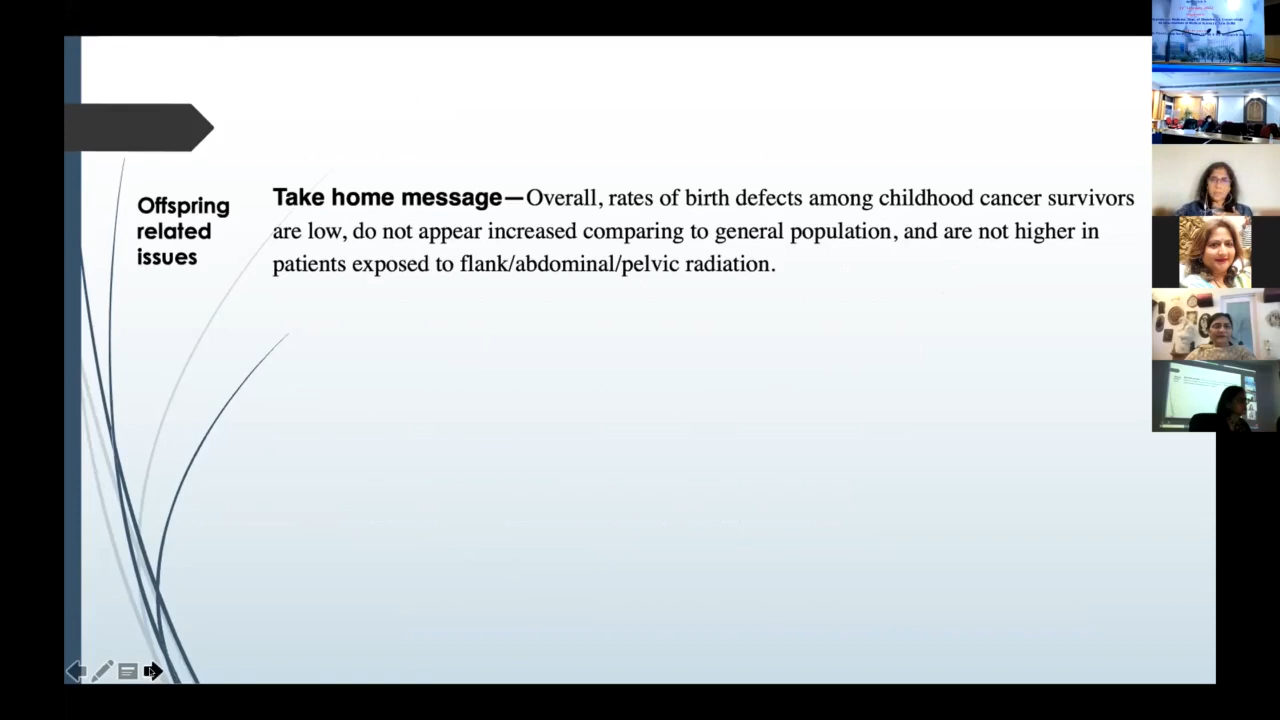 Offspring
related
issues
Take home message—Overall, rates of birth defects among childhood cancer survivors
are low, do not appear increased comparing to general population, and are not higher in
patients exposed to flank/abdominal/pelvic radiation.